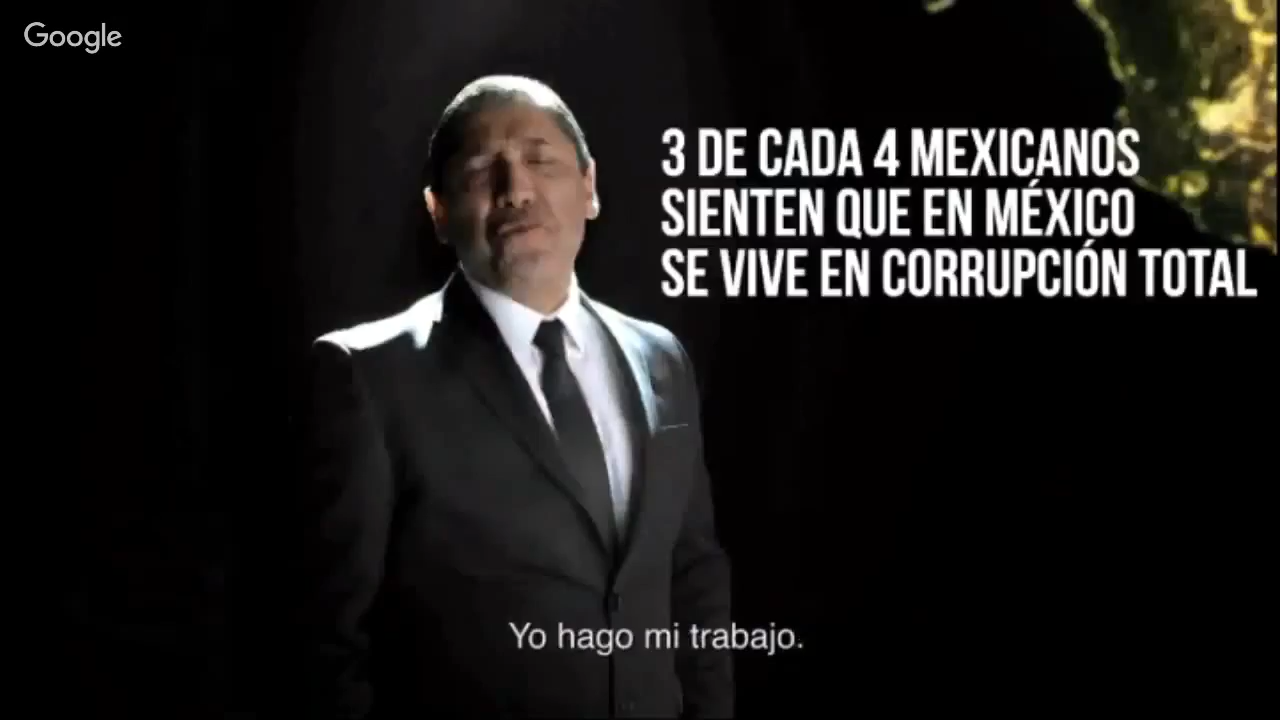 Google
3 DE CADA 4 MEXICANOS
SIENTEN QUE EN MÉXICO
SE VIVE EN CORRUPCIÓN TOTAL
Yo hago mi trabajo.